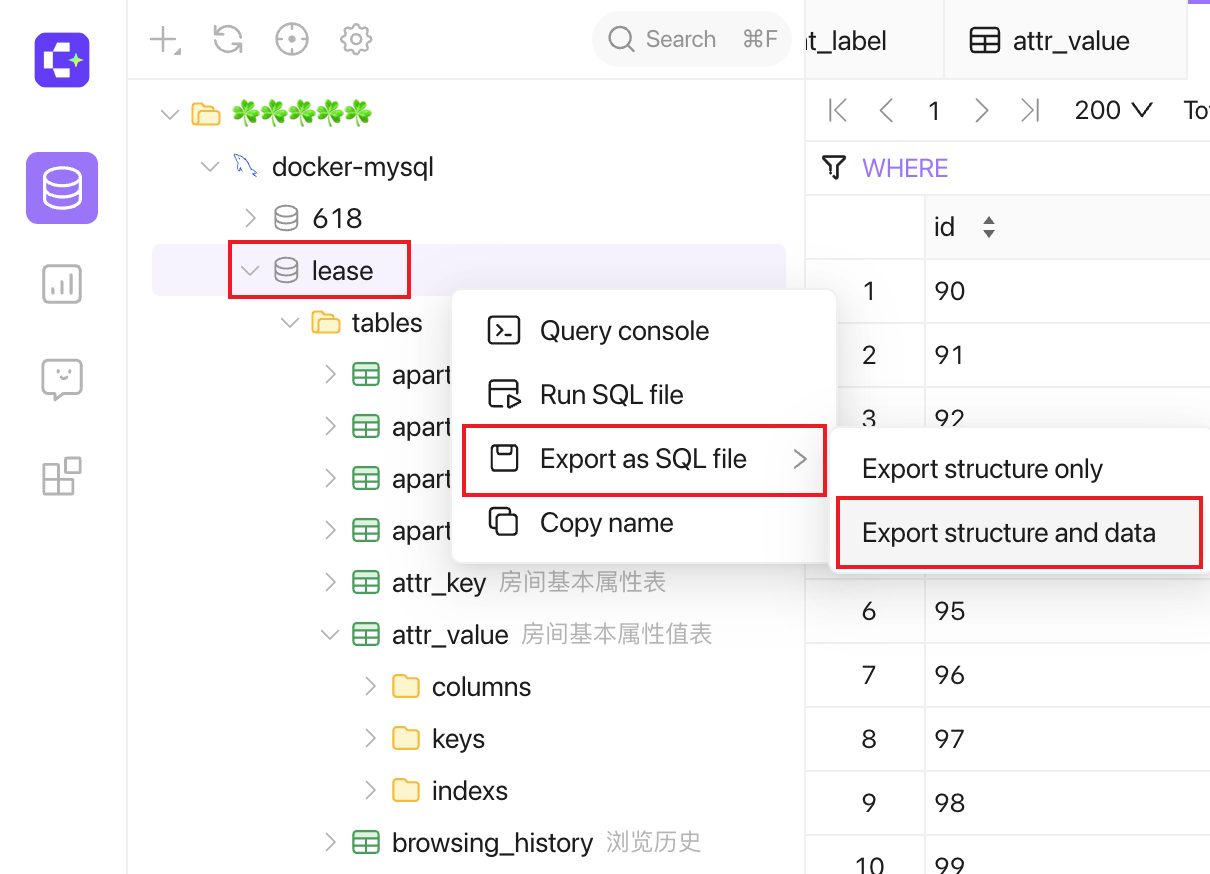 Search ⌘F
t_label
attr_value
1
200
WHERE
id
docker-mysql
618
lease
tables
apart
apart
apart
apart
attr_key 房间基本属性表
attr_value 房间基本属性值表
columns
keys
indexs
browsing_history 浏览历史
Query console
Run SQL file
Export as SQL file
Copy name
Export structure only
Export structure and data
1 90
2 91
3 92
6 95
7 96
8 97
9 98
10 99